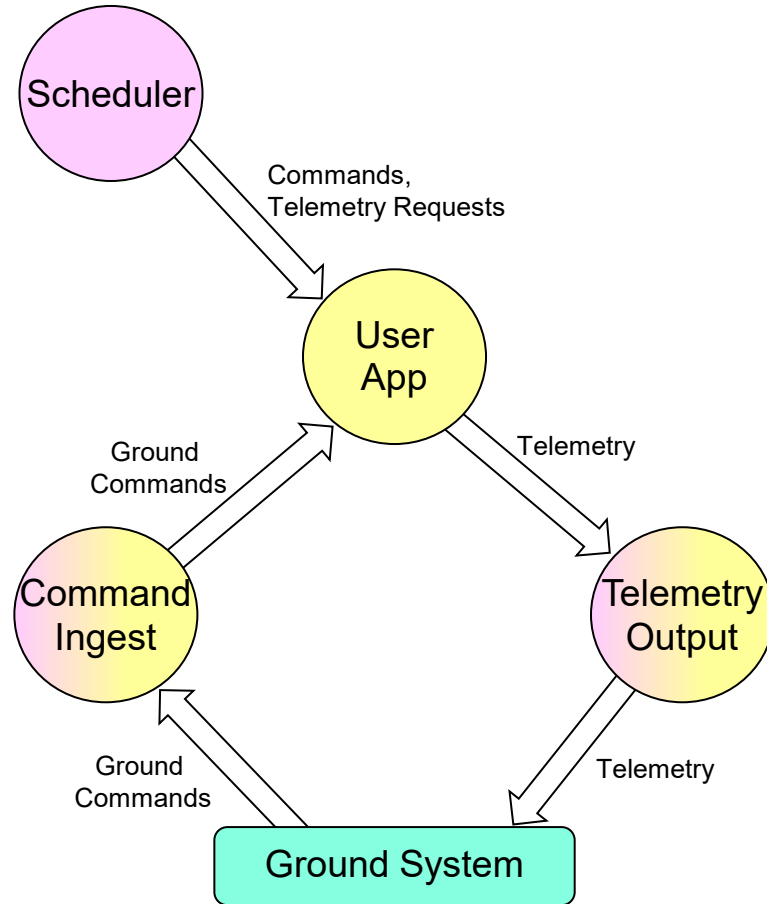 Scheduler
Commands,
Telemetry Requests
User
App
Ground
Commands
Telemetry
Command
Ingest
Telemetry
Output
Ground
Commands
Telemetry
Ground System